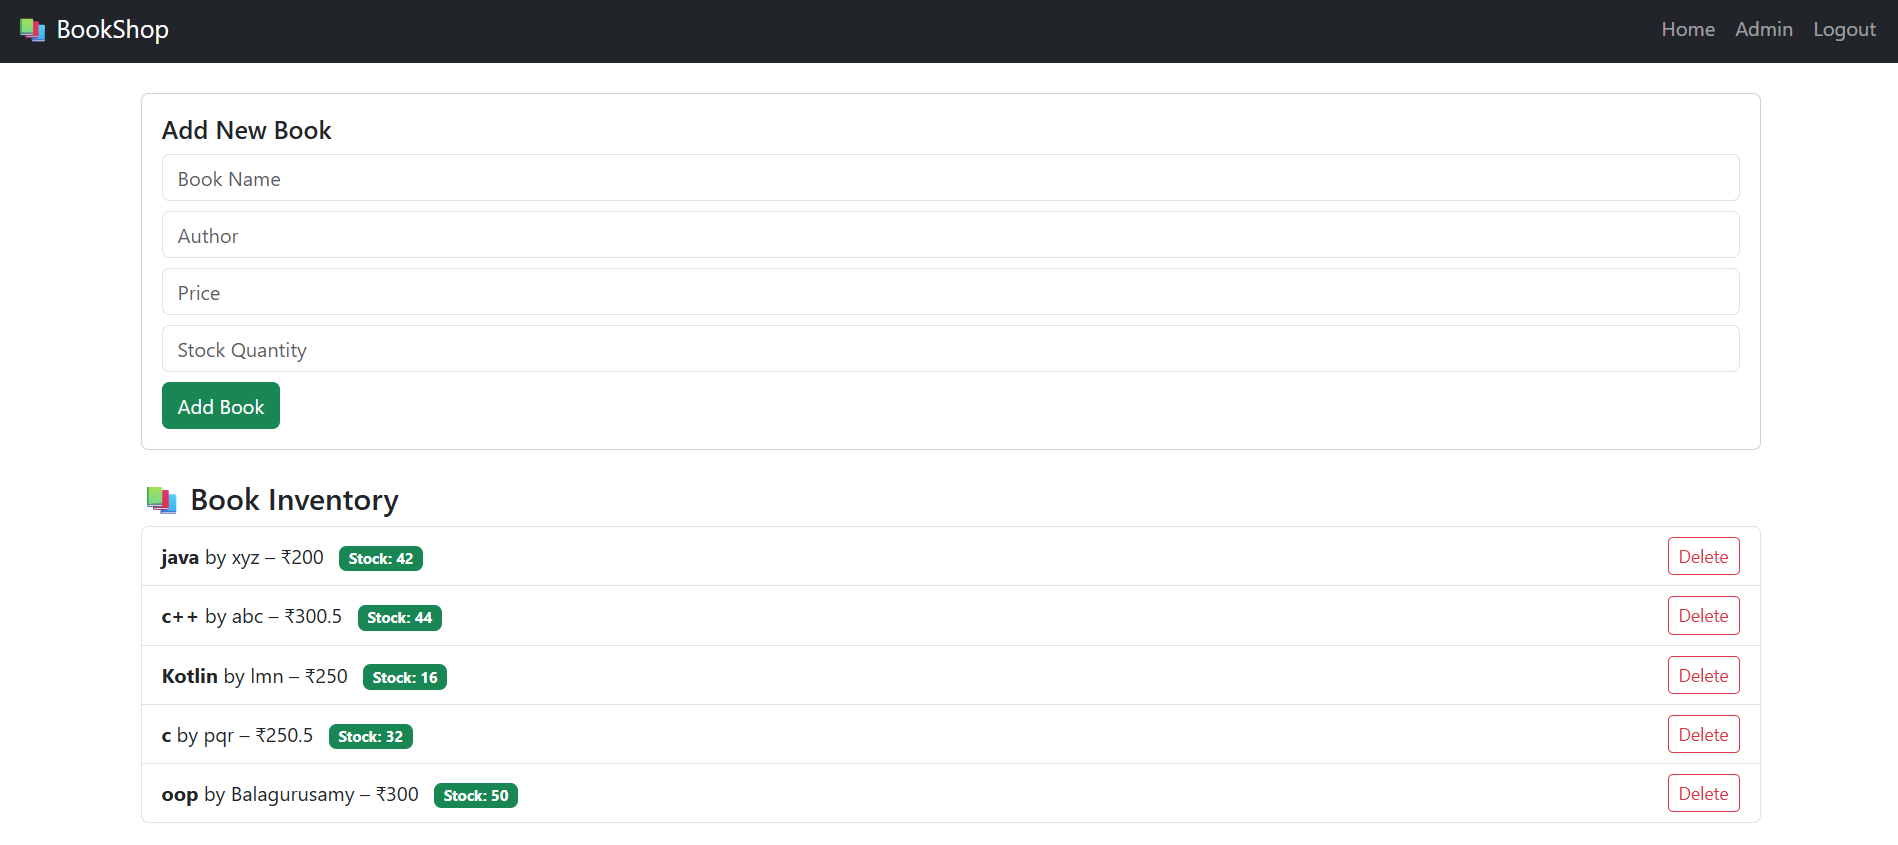 BookShop
Home Admin Logout
Add New Book
Book Name
Author
Price
Stock Quantity
Add Book
Book Inventory
java by xyz – ₹200 Stock: 42 Delete
c++ by abc – ₹300.5 Stock: 44 Delete
Kotlin by lmn – ₹250 Stock: 16 Delete
c by pqr – ₹250.5 Stock: 32 Delete
oop by Balagurusamy – ₹300 Stock: 50 Delete